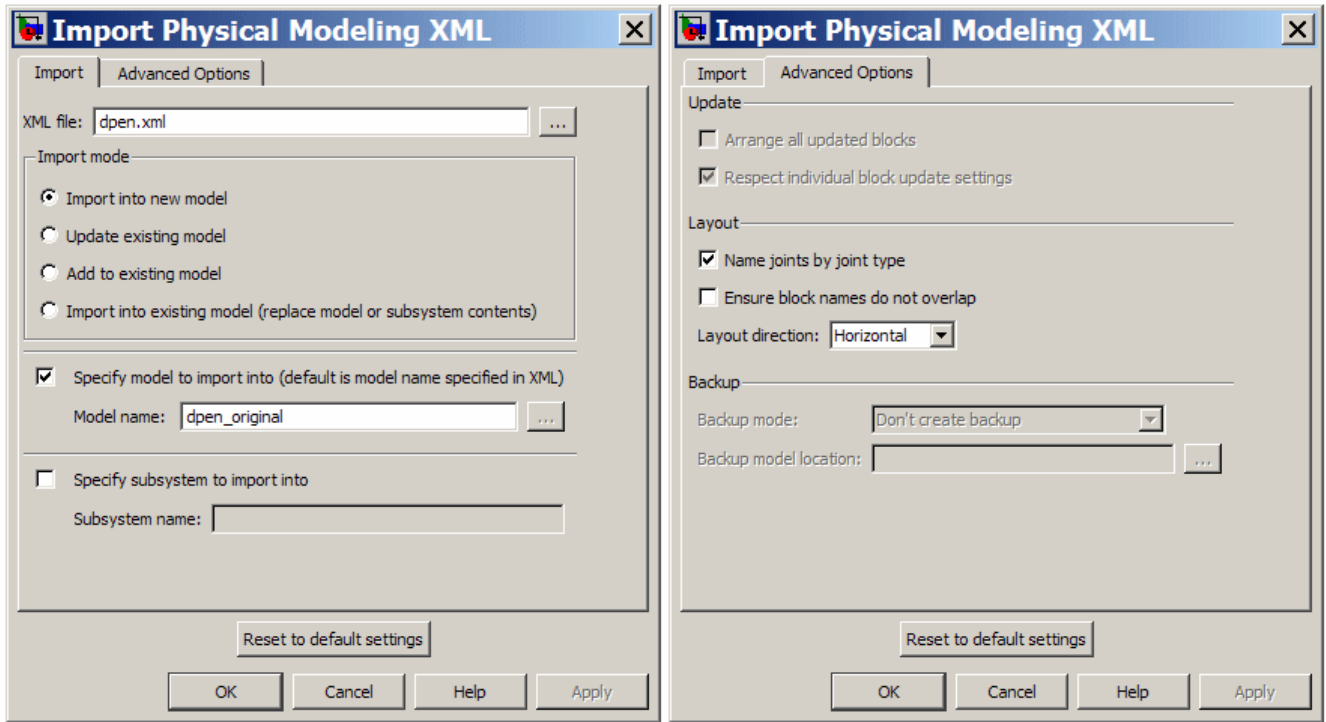 Import Physical Modeling XML
Import
Advanced Options
XML file: dpen.xml ...
Import mode
Import into new model
Update existing model
Add to existing model
Import into existing model (replace model or subsystem contents)
Specify model to import into (default is model name specified in XML)
Model name: dpen_original ...
Specify subsystem to import into
Subsystem name:
Reset to default settings
OK Cancel Help Apply
Import Physical Modeling XML
Import
Advanced Options
Update
Arrange all updated blocks
Respect individual block update settings
Layout
Name joints by joint type
Ensure block names do not overlap
Layout direction: Horizontal
Backup
Backup mode: Don't create backup
Backup model location: ...
Reset to default settings
OK Cancel Help Apply